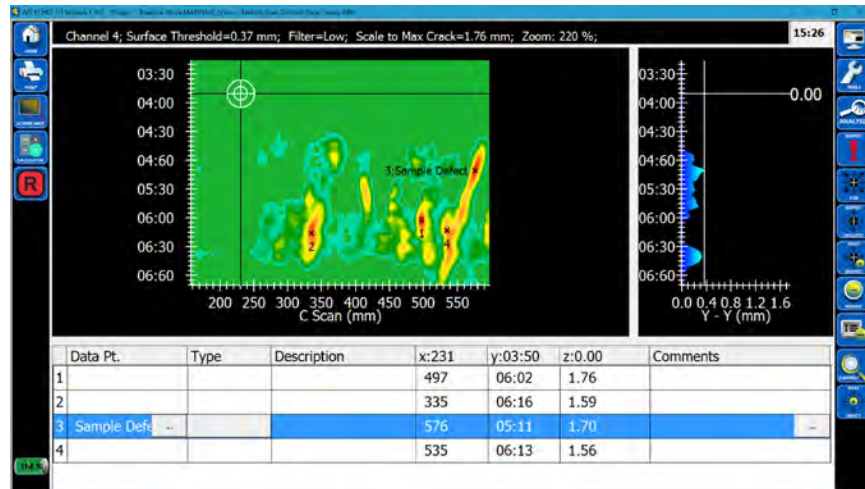 15:26
Channel 4; Surface Threshold=0.37 mm; Filter=Low; Scale to Max Crack=1.76 mm; Zoom: 220 %;
03:30
04:00
04:30
04:60
05:30
06:00
06:30
06:60
3;Sample Defect
1
2
4
200 250 300 350 400 450 500 550
C Scan (mm)
03:30
04:00
04:30
04:60
05:30
06:00
06:30
06:60
0.00
0.0 0.4 0.8 1.2 1.6
Y - Y (mm)
R
ANALYSE
Data Pt. Type Description x:231 y:03:50 z:0.00 Comments
1 497 06:02 1.76
2 335 06:16 1.59
3 Sample Defe ... 576 05:11 1.70 ...
4 535 06:13 1.56